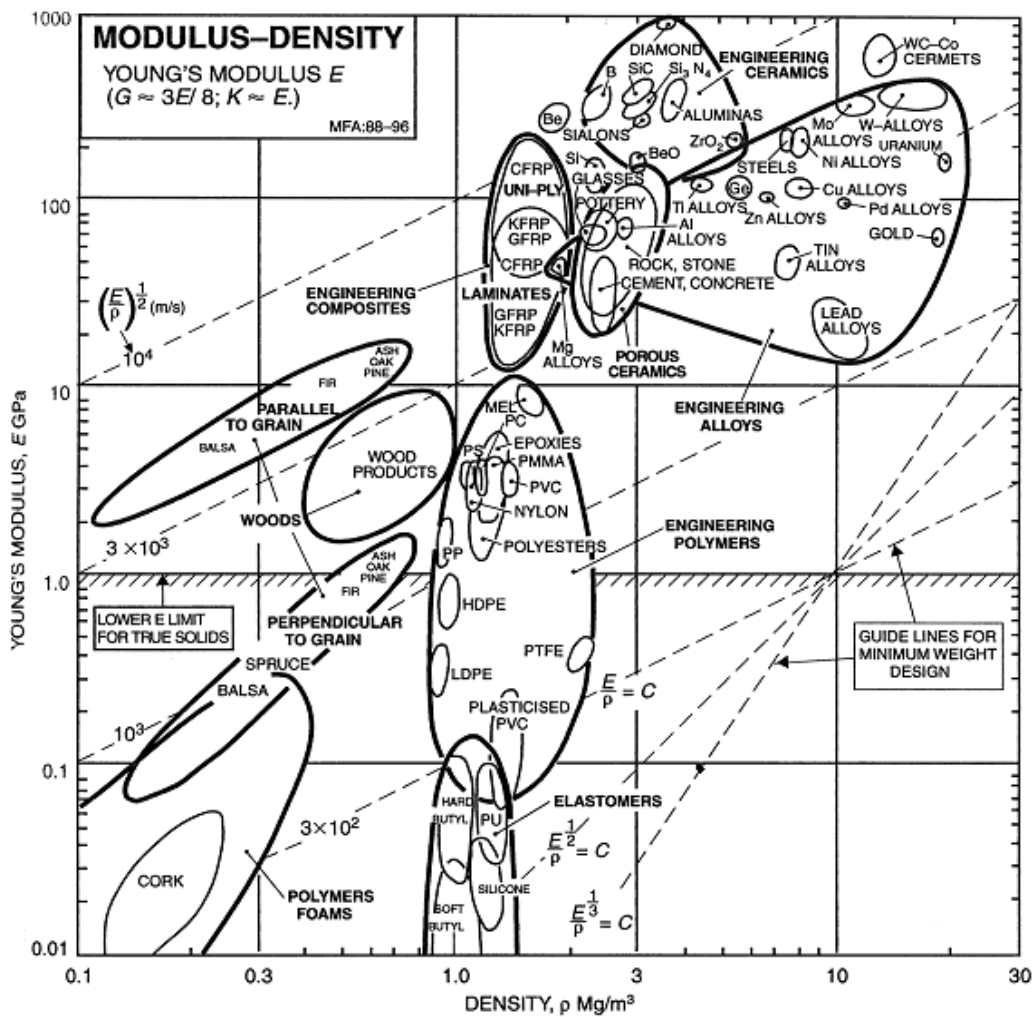 1000
MODULUS–DENSITY
YOUNG'S MODULUS E
(G ≈ 3E/ 8; K ≈ E.)
MFA:88–96
DIAMOND
B
SiC
Si3 N4
ENGINEERING
CERAMICS
WC–Co
CERMETS
Be
SIALONS
ALUMINAS
ZrO2
BeO
Mo
ALLOYS
W–ALLOYS
STEELS
Ni ALLOYS
URANIUM
CFRP
UNI-PLY
SI
GLASSES
POTTERY
100
KFRP
GFRP
CFRP
LAMINATES
GFRP
KFRP
Al
ALLOYS
Ti ALLOYS
Ge
Zn ALLOYS
Cu ALLOYS
Pd ALLOYS
GOLD
TIN
ALLOYS
ROCK, STONE
CEMENT, CONCRETE
LEAD
ALLOYS
ENGINEERING
COMPOSITES
Mg
ALLOYS
POROUS
CERAMICS
(E/ρ)^1/2 (m/s)
10⁴
10
ASH
OAK
PINE
FIR
PARALLEL
TO GRAIN
BALSA
ENGINEERING
ALLOYS
WOOD
PRODUCTS
MEL
PC
PS
EPOXIES
PMMA
PVC
NYLON
POLYESTERS
PP
WOODS
3 × 10³
ENGINEERING
POLYMERS
YOUNG'S MODULUS, E GPa
1.0
ASH
OAK
PINE
FIR
LOWER E LIMIT
FOR TRUE SOLIDS
PERPENDICULAR
TO GRAIN
HDPE
LDPE
PTFE
GUIDE LINES FOR
MINIMUM WEIGHT
DESIGN
SPRUCE
BALSA
PLASTICISED
PVC
E/ρ = C
10³
0.1
HARD
BUTYL
PU
ELASTOMERS
3×10²
E^1/2/ρ = C
CORK
POLYMERS
FOAMS
SILICONE
SOFT
BUTYL
E^1/3/ρ = C
0.01
0.1
0.3
1.0
3
10
30
DENSITY, ρ Mg/m³